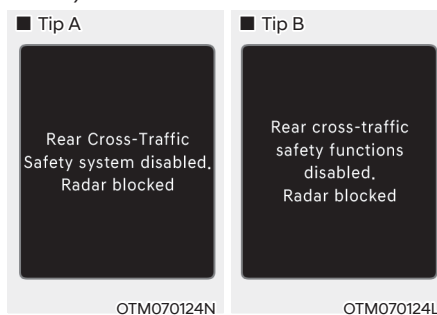 ■ Tip A
Rear Cross-Traffic
Safety system disabled.
Radar blocked
OTM070124N
■ Tip B
Rear cross-traffic
safety functions
disabled.
Radar blocked
OTM070124L